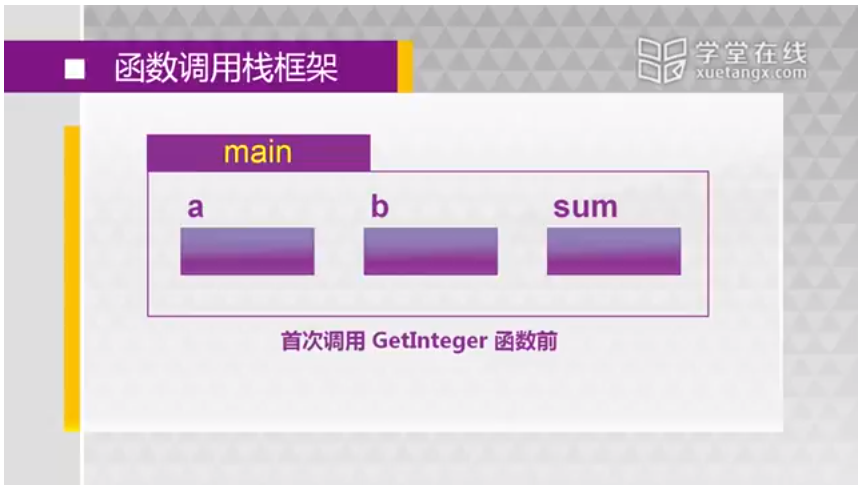 函数调用栈框架
学堂在线
xuetangx.com
main
a b sum
首次调用 GetInteger 函数前